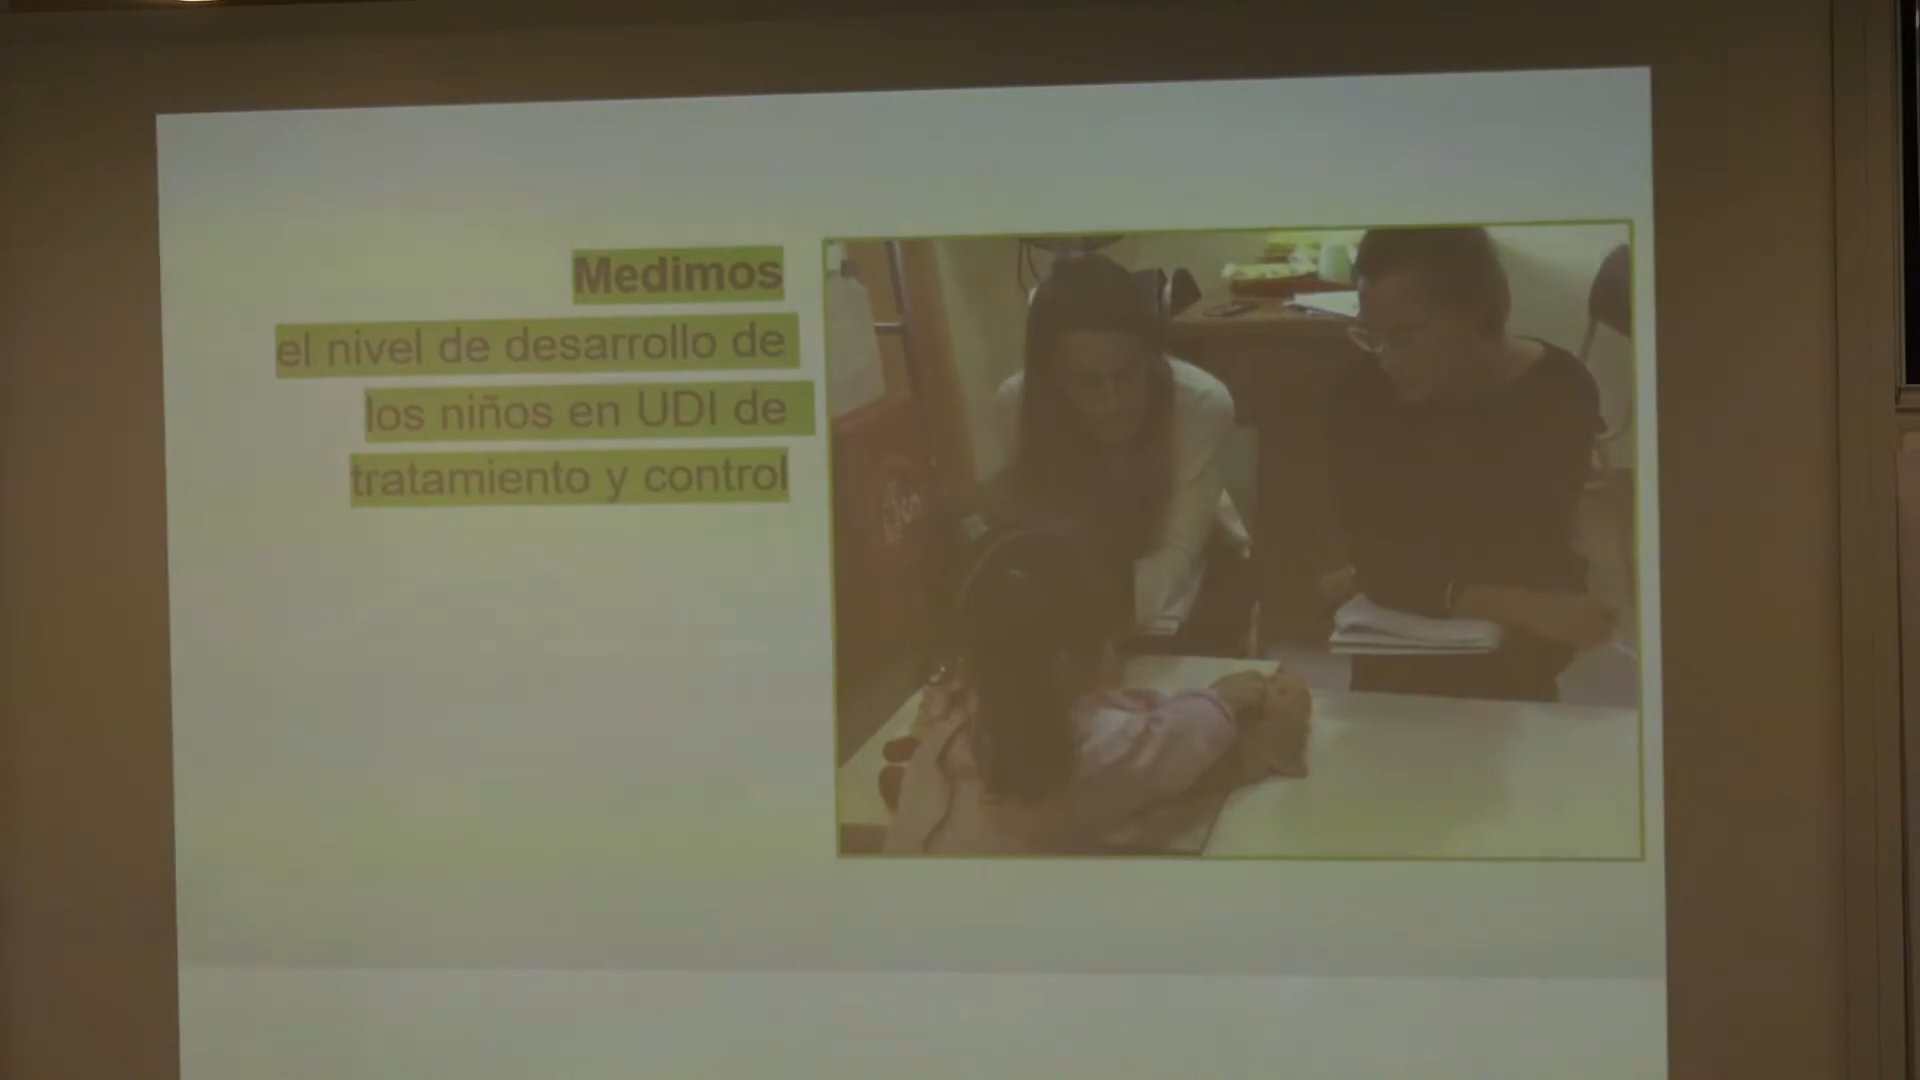 Medimos
el nivel de desarrollo de
los niños en UDI de
tratamiento y control